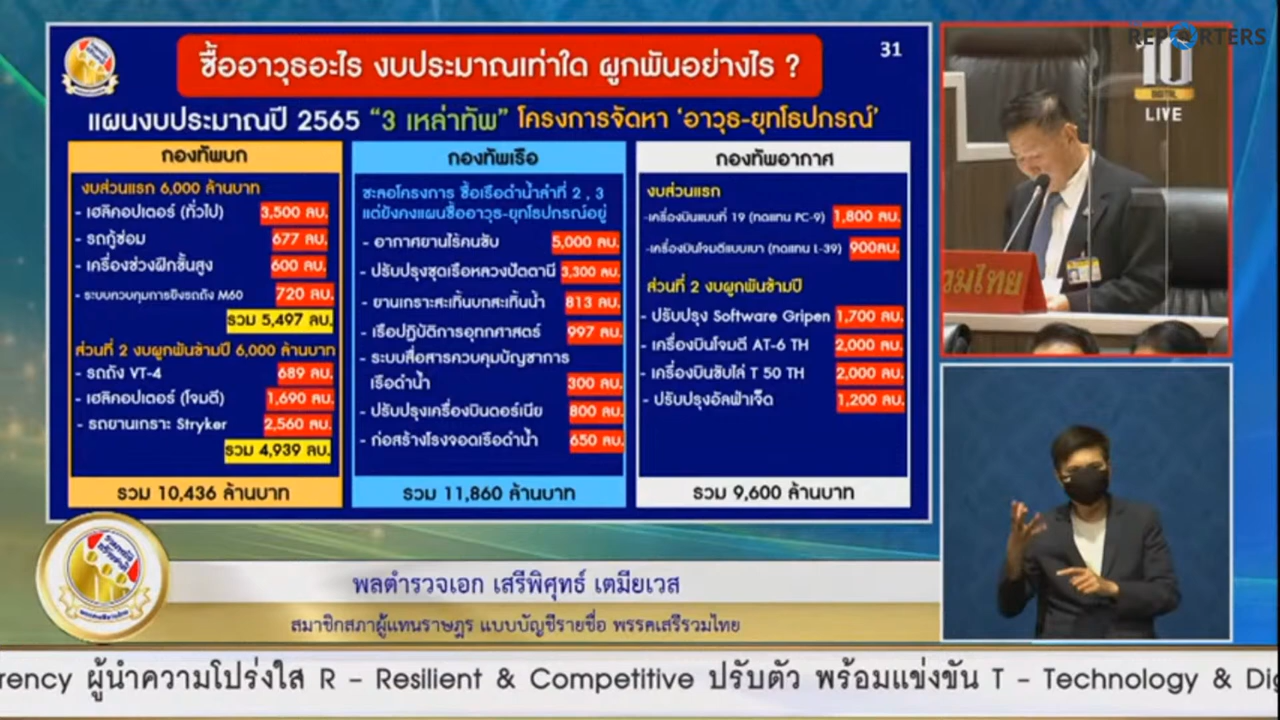 31
ซื้ออาวุธอะไร งบประมาณเท่าใด ผูกพันอย่างไร ?
แผนงบประมาณปี 2565 “3 เหล่าทัพ” โครงการจัดหา ‘อาวุธ-ยุทโธปกรณ์’
กองทัพบก
งบส่วนแรก 6,000 ล้านบาท
- เฮลิคอปเตอร์ (ทั่วไป) 3,500 ลบ.
- รถกู้ซ่อม 677 ลบ.
- เครื่องช่วงฝึกชั้นสูง 600 ลบ.
- ระบบควบคุมการยิงรถถัง M60 720 ลบ.
รวม 5,497 ลบ.
ส่วนที่ 2 งบผูกพันข้ามปี 6,000 ล้านบาท
- รถถัง VT-4 689 ลบ.
- เฮลิคอปเตอร์ (โจมตี) 1,690 ลบ.
- รถยานเกราะ Stryker 2,560 ลบ.
รวม 4,939 ลบ.
รวม 10,436 ล้านบาท
กองทัพเรือ
ชะลอโครงการ ซื้อเรือดำน้ำลำที่ 2 , 3
แต่ยังคงแผนซื้ออาวุธ-ยุทโธปกรณ์อยู่
- อากาศยานไร้คนขับ 5,000 ลบ.
- ปรับปรุงชุดเรือหลวงปัตตานี 3,300 ลบ.
- ยานเกราะสะเทิ้นบกสะเทิ้นน้ำ 813 ลบ.
- เรือปฏิบัติการอุทกศาสตร์ 997 ลบ.
- ระบบสื่อสารควบคุมบัญชาการ
เรือดำน้ำ 300 ลบ.
- ปรับปรุงเครื่องบินดอร์เนีย 800 ลบ.
- ก่อสร้างโรงจอดเรือดำน้ำ 650 ลบ.
รวม 11,860 ล้านบาท
กองทัพอากาศ
งบส่วนแรก
-เครื่องบินแบบที่ 19 (ทดแทน PC-9) 1,800 ลบ.
-เครื่องบินโจมตีแบบเบา (ทดแทน L-39) 900ลบ.
ส่วนที่ 2 งบผูกพันข้ามปี
- ปรับปรุง Software Gripen 1,700 ลบ.
- เครื่องบินโจมตี AT-6 TH 2,000 ลบ.
- เครื่องบินขับไล่ T 50 TH 2,000 ลบ.
- ปรับปรุงอัลฟ่าเจ็ต 1,200 ลบ.
รวม 9,600 ล้านบาท
THE REPORTERS
10
DIGITAL
LIVE
รวมไทย
พลตำรวจเอก เสรีพิศุทธ์ เตมียเวส
สมาชิกสภาผู้แทนราษฎร แบบบัญชีรายชื่อ พรรคเสรีรวมไทย
rency ผู้นำความโปร่งใส R – Resilient & Competitive ปรับตัว พร้อมแข่งขัน T – Technology & Dig